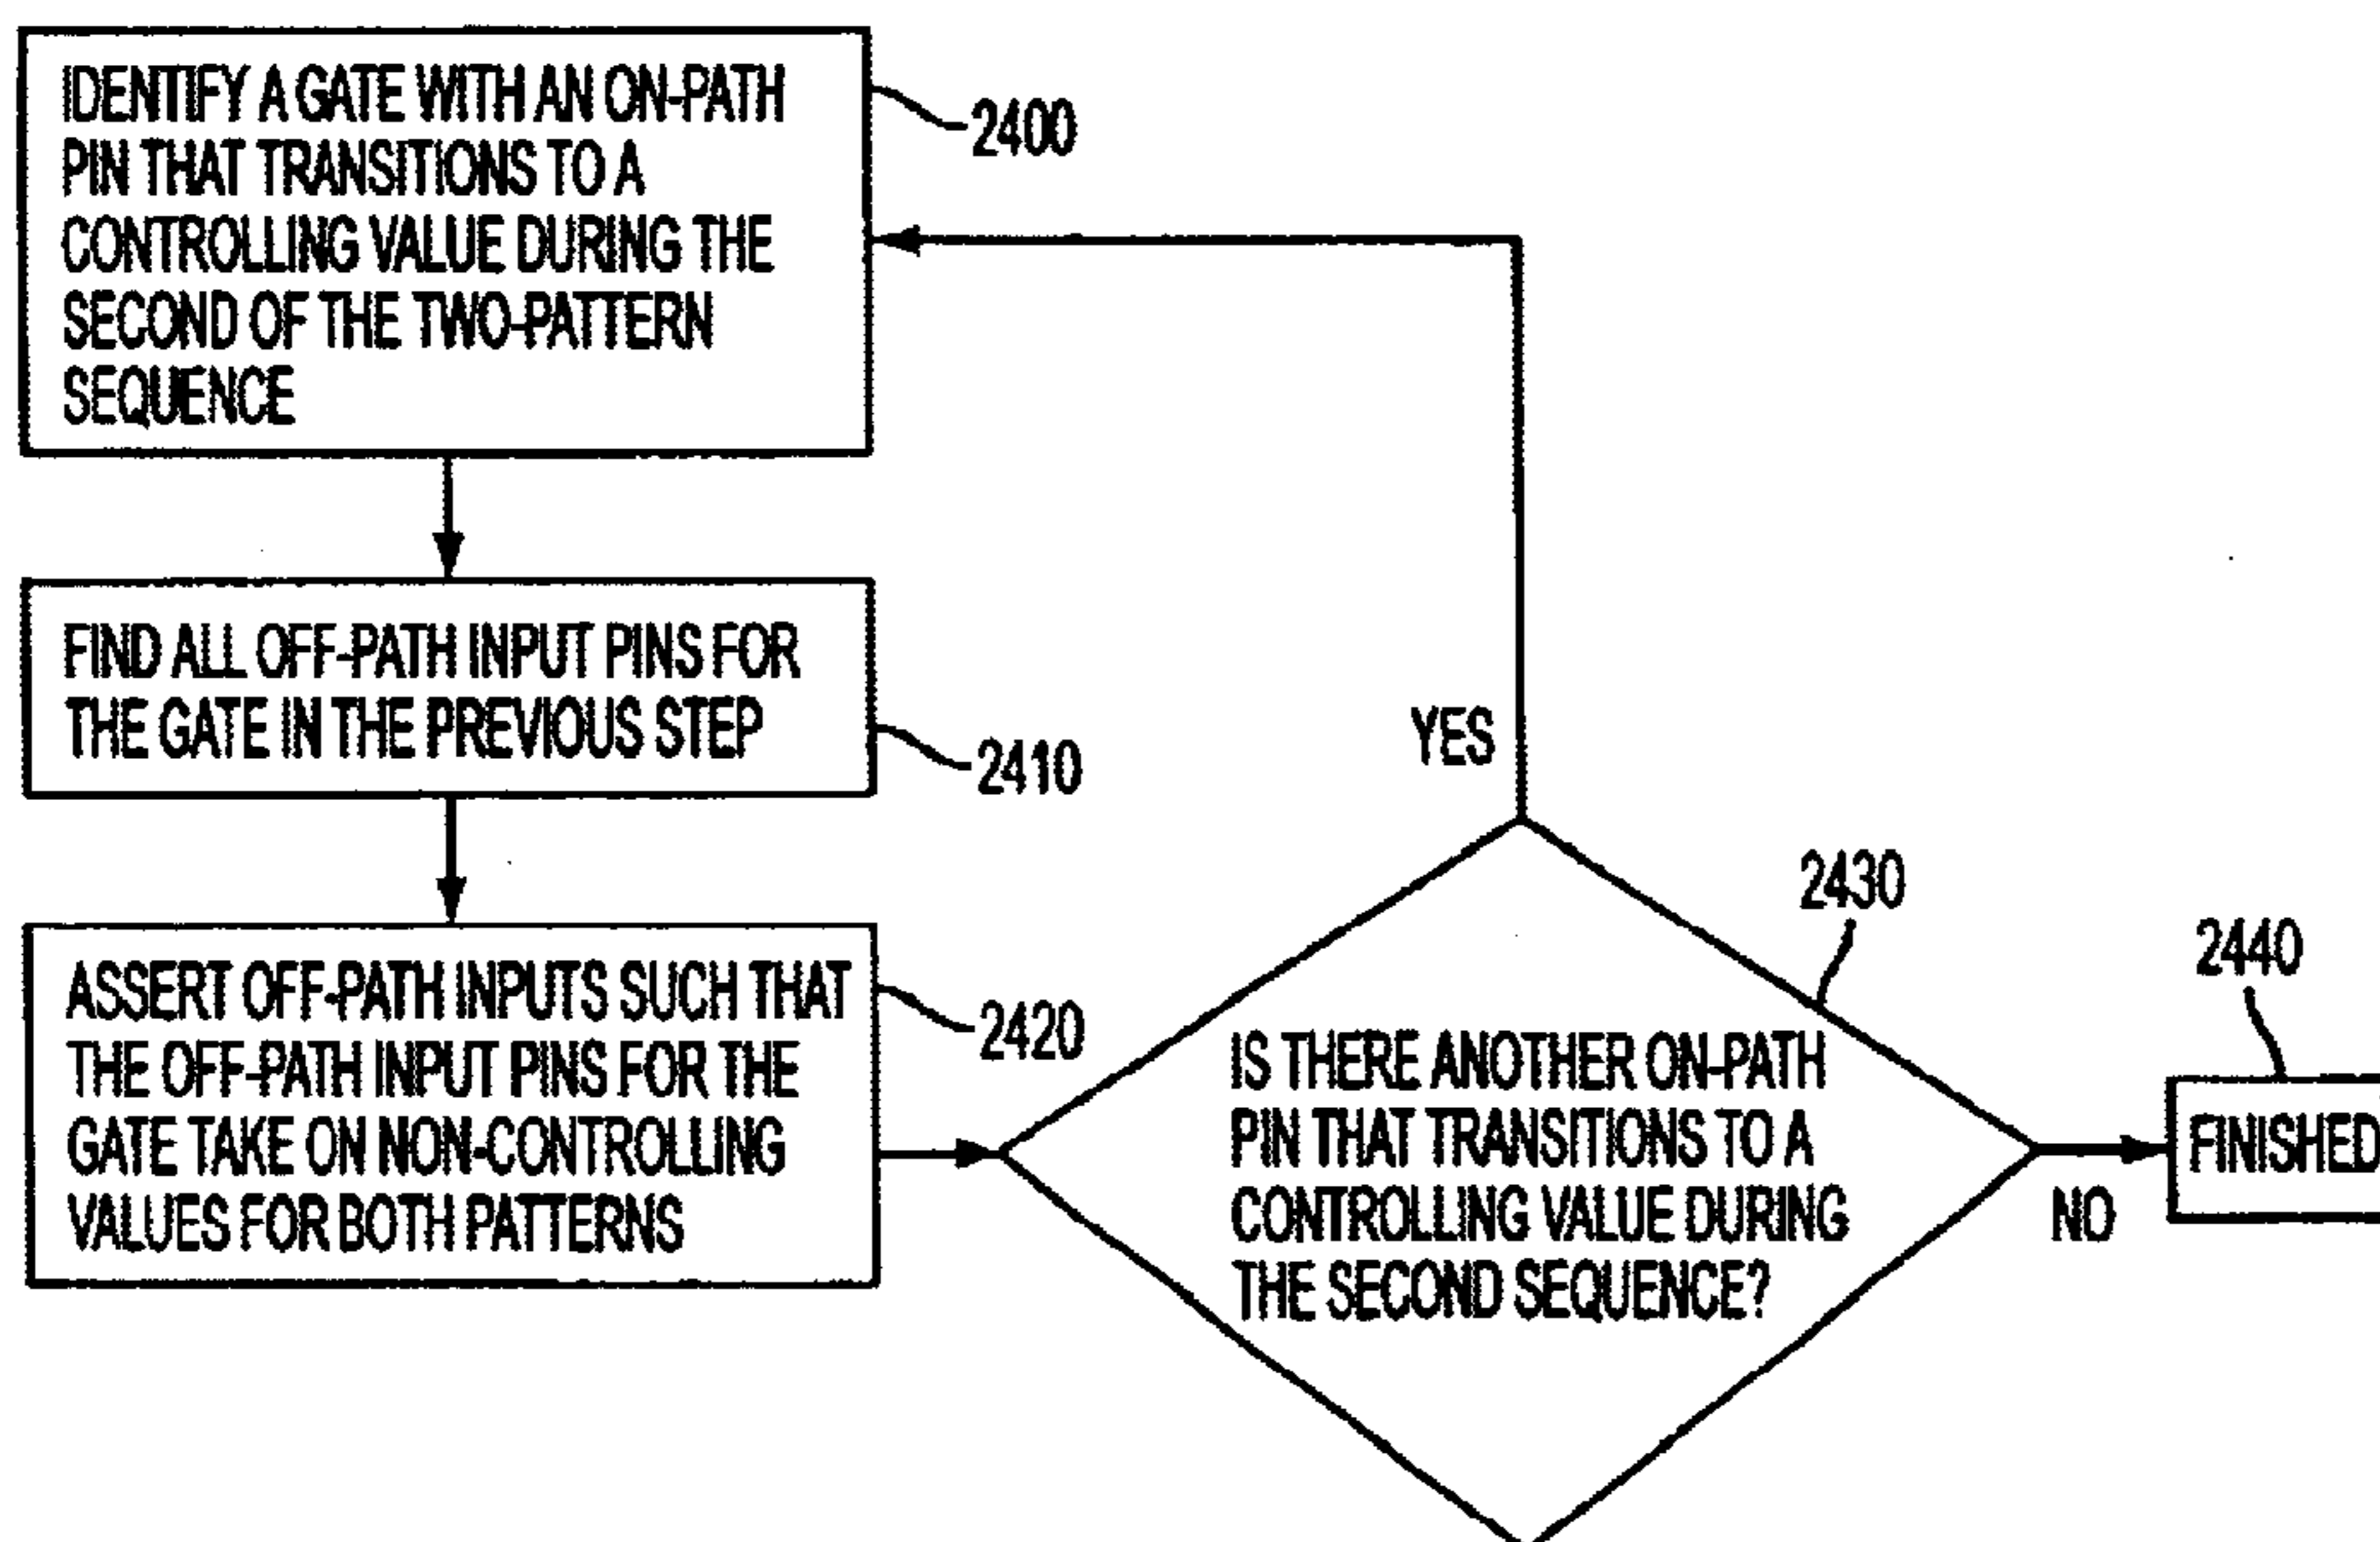 IDENTIFY A GATE WITH AN ON-PATH
PIN THAT TRANSITIONS TO A
CONTROLLING VALUE DURING THE
SECOND OF THE TWO-PATTERN
SEQUENCE
2400
FIND ALL OFF-PATH INPUT PINS FOR
THE GATE IN THE PREVIOUS STEP
2410
ASSERT OFF-PATH INPUTS SUCH THAT
THE OFF-PATH INPUT PINS FOR THE
GATE TAKE ON NON-CONTROLLING
VALUES FOR BOTH PATTERNS
2420
YES
2430
IS THERE ANOTHER ON-PATH
PIN THAT TRANSITIONS TO A
CONTROLLING VALUE DURING
THE SECOND SEQUENCE?
NO
2440
FINISHED